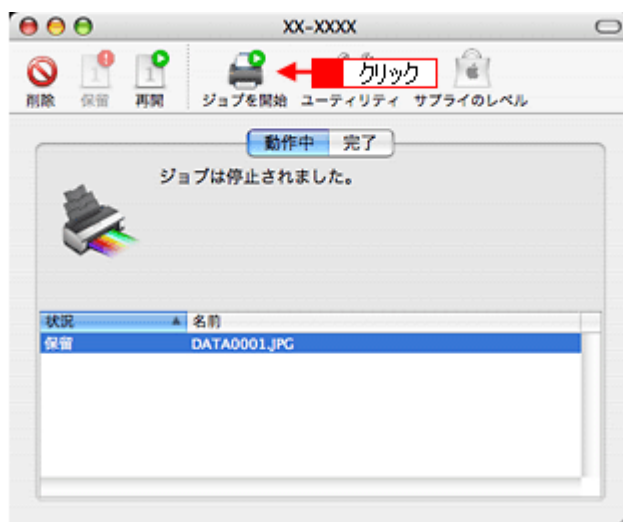 XX-XXXX
クリック
削除 保留 再開 ジョブを開始 ユーティリティ サプライのレベル
動作中 完了
ジョブは停止されました。
状況 名前
保留 DATA0001.JPG